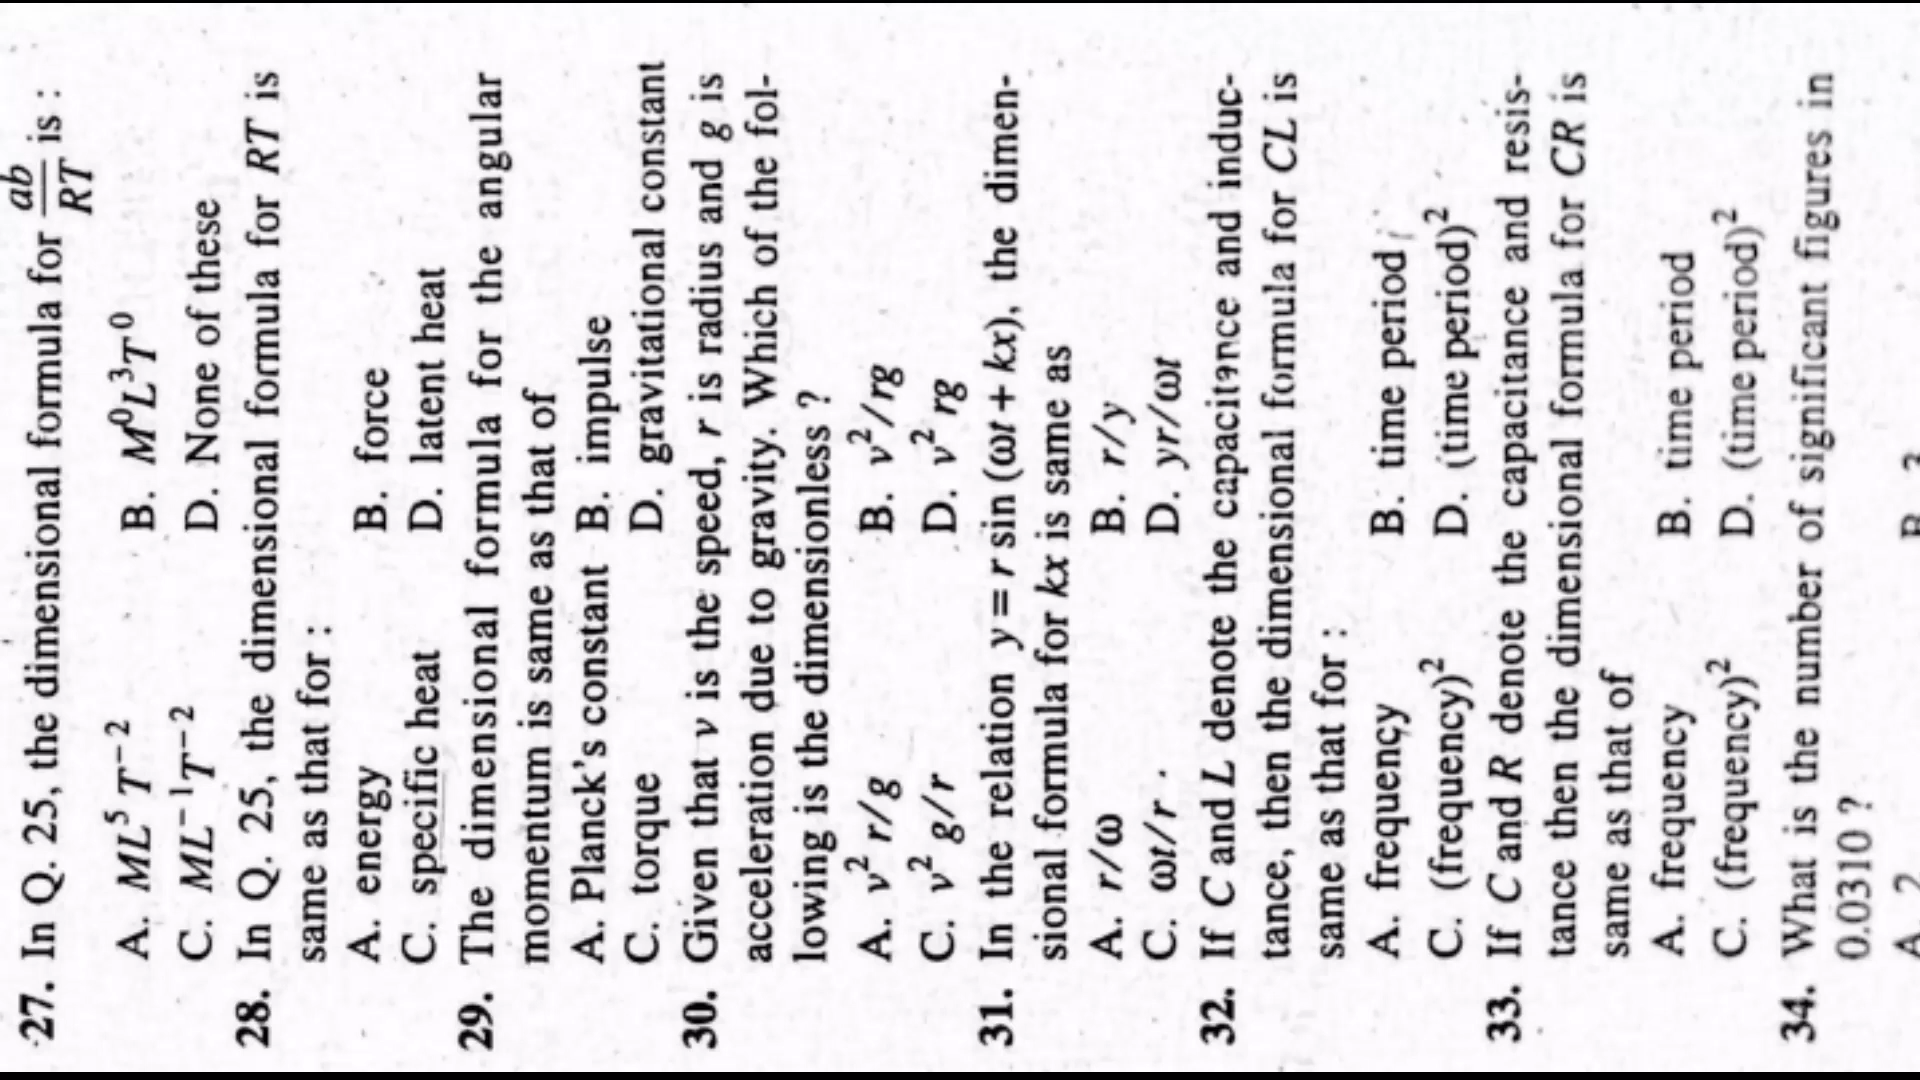 27. In Q. 25, the dimensional formula for ab/RT is :
A. ML⁵T⁻² B. M⁰L³T⁰
C. ML⁻¹T⁻² D. None of these
28. In Q. 25, the dimensional formula for RT is
same as that for :
A. energy B. force
C. specific heat D. latent heat
29. The dimensional formula for the angular
momentum is same as that of
A. Planck's constant B. impulse
C. torque D. gravitational constant
30. Given that v is the speed, r is radius and g is
acceleration due to gravity. Which of the fol-
lowing is the dimensionless ?
A. v² r/g B. v²/rg
C. v² g/r D. v² rg
31. In the relation y = r sin (ωt + kx), the dimen-
sional formula for kx is same as
A. r/ω B. r/y
C. ωt/r D. yr/ωt
32. If C and L denote the capacitance and induc-
tance, then the dimensional formula for CL is
same as that for :
A. frequency B. time period
C. (frequency)² D. (time period)²
33. If C and R denote the capacitance and resis-
tance then the dimensional formula for CR is
same as that of
A. frequency B. time period
C. (frequency)² D. (time period)²
34. What is the number of significant figures in
0.0310 ?
A. 2 B. 3